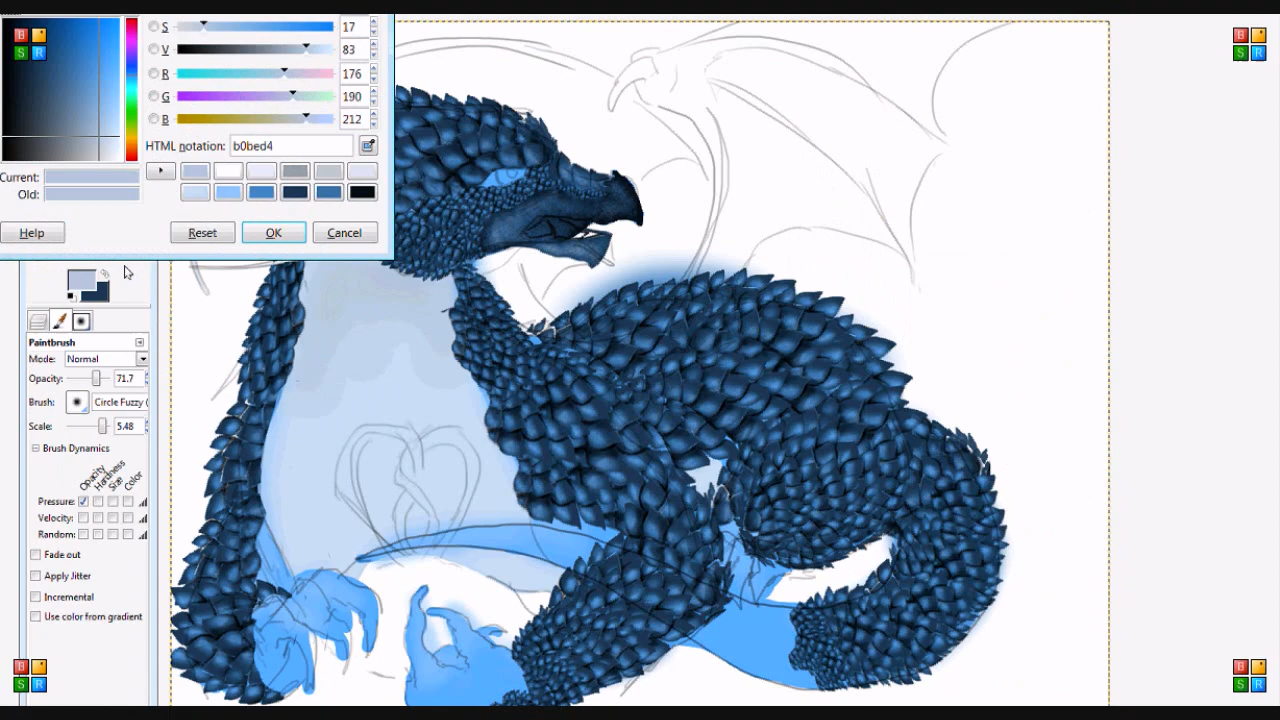 B
S R
B
S R
S 17
V 83
R 176
G 190
B 212
HTML notation: b0bed4
Current:
Old:
Help Reset OK Cancel
Paintbrush
Mode: Normal
Opacity: 71.7
Brush: Circle Fuzzy (
Scale: 5.48
Brush Dynamics
Opacity Hardness Size Color
Pressure:
Velocity:
Random:
Fade out
Apply Jitter
Incremental
Use color from gradient
B
S R
B
S R